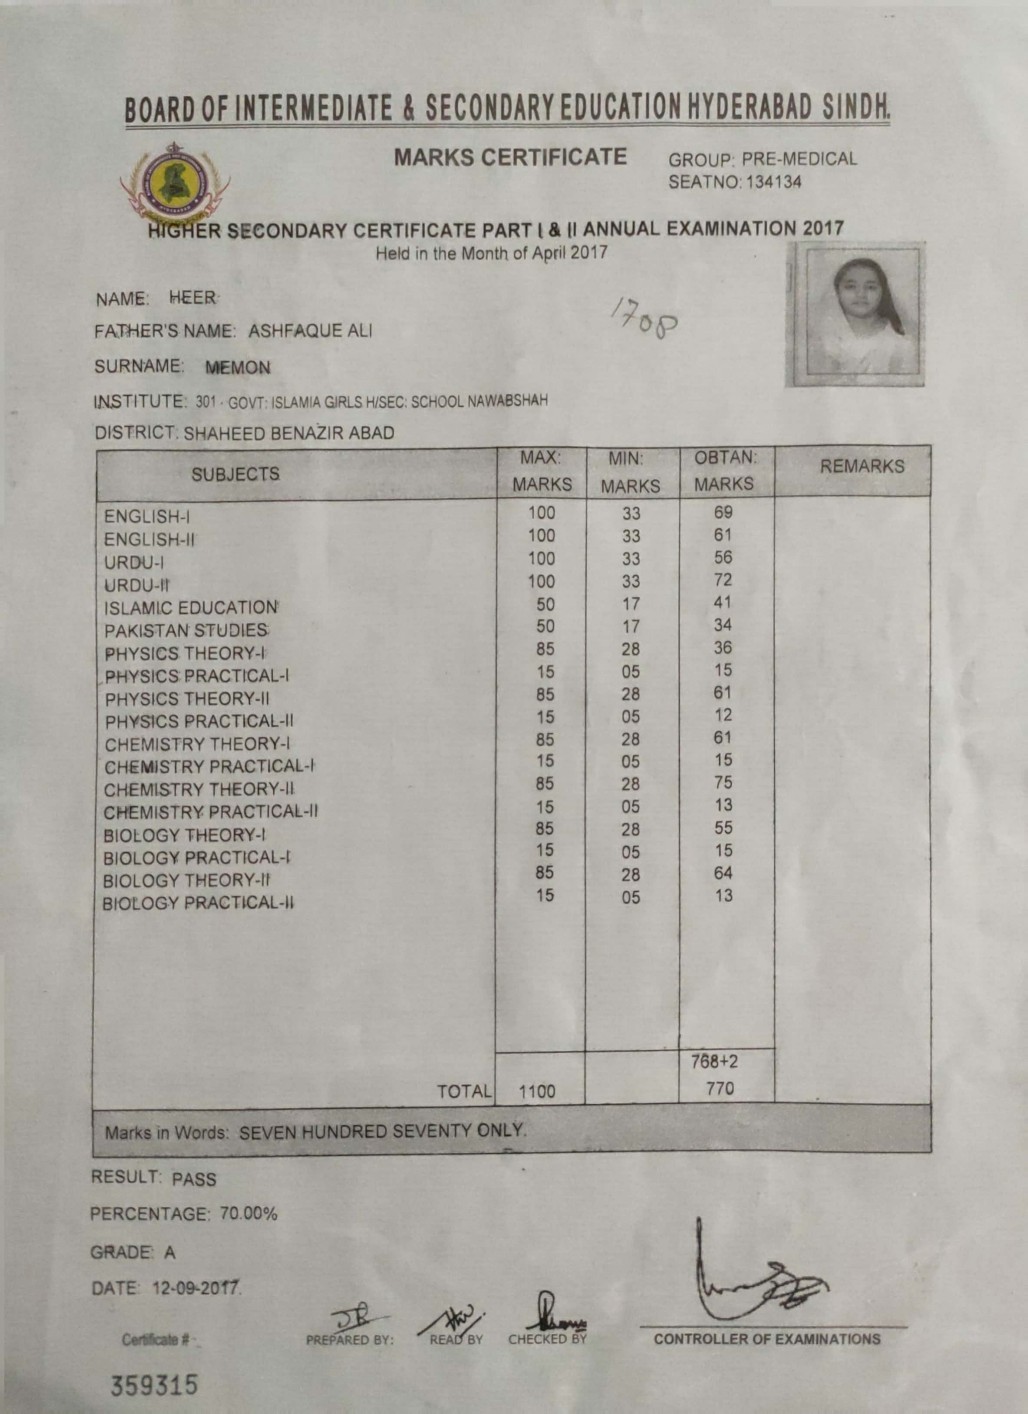 BOARD OF INTERMEDIATE & SECONDARY EDUCATION HYDERABAD SINDH.
MARKS CERTIFICATE
GROUP: PRE-MEDICAL
SEATNO: 134134
HIGHER SECONDARY CERTIFICATE PART I & II ANNUAL EXAMINATION 2017
Held in the Month of April 2017
NAME: HEER
1708
FATHER'S NAME: ASHFAQUE ALI
SURNAME: MEMON
INSTITUTE: 301 - GOVT: ISLAMIA GIRLS H/SEC: SCHOOL NAWABSHAH
DISTRICT: SHAHEED BENAZIR ABAD
SUBJECTS MAX: MARKS MIN: MARKS OBTAN: MARKS REMARKS
ENGLISH-I 100 33 69
ENGLISH-II 100 33 61
URDU-I 100 33 56
URDU-II 100 33 72
ISLAMIC EDUCATION 50 17 41
PAKISTAN STUDIES 50 17 34
PHYSICS THEORY-I 85 28 36
PHYSICS PRACTICAL-I 15 05 15
PHYSICS THEORY-II 85 28 61
PHYSICS PRACTICAL-II 15 05 12
CHEMISTRY THEORY-I 85 28 61
CHEMISTRY PRACTICAL-I 15 05 15
CHEMISTRY THEORY-II 85 28 75
CHEMISTRY PRACTICAL-II 15 05 13
BIOLOGY THEORY-I 85 28 55
BIOLOGY PRACTICAL-I 15 05 15
BIOLOGY THEORY-II 85 28 64
BIOLOGY PRACTICAL-II 15 05 13
768+2
TOTAL 1100 770
Marks in Words: SEVEN HUNDRED SEVENTY ONLY.
RESULT: PASS
PERCENTAGE: 70.00%
GRADE: A
DATE: 12-09-2017.
Certificate # PREPARED BY: READ BY CHECKED BY CONTROLLER OF EXAMINATIONS
359315